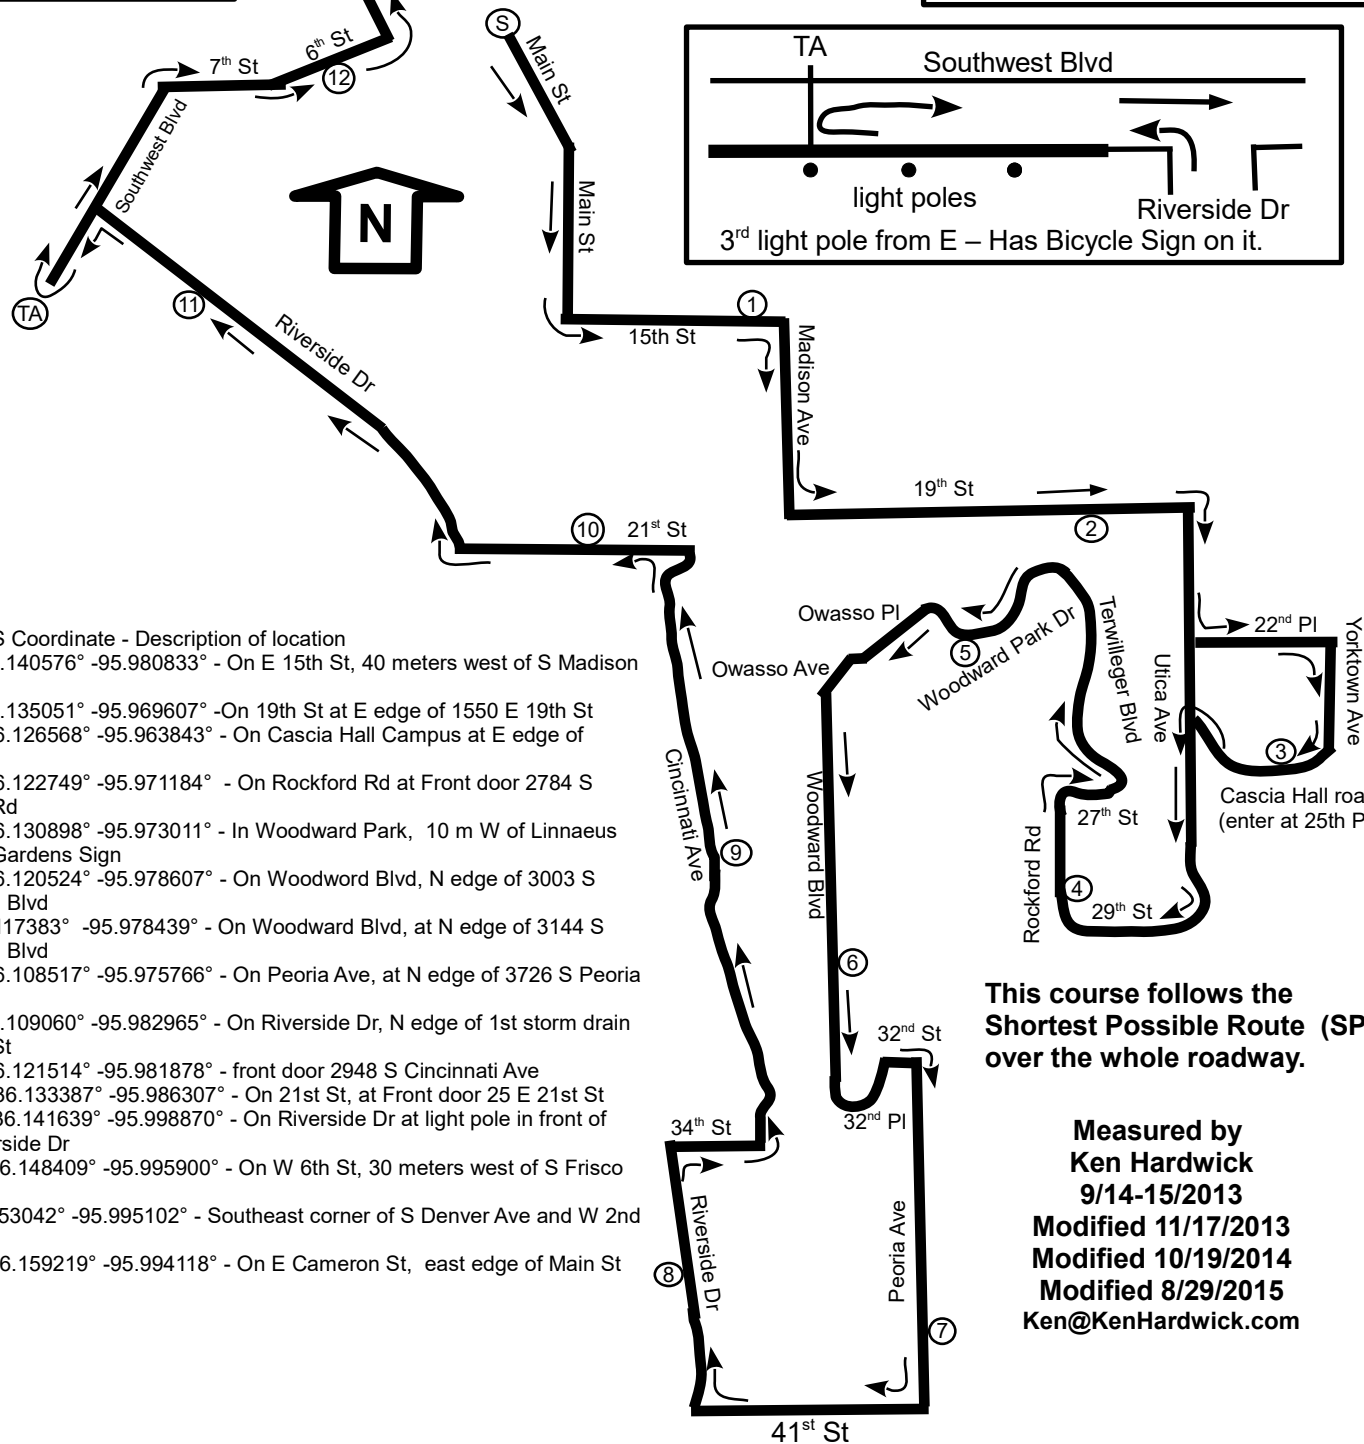 S
Main St
6th St
7th St
12
Southwest Blvd
TA
Southwest Blvd
light poles
Riverside Dr
3rd light pole from E – Has Bicycle Sign on it.
N
Main St
TA
11
Riverside Dr
1
15th St
Madison Ave
19th St
2
10
21st St
Owasso Pl
5
Woodward Park Dr
Terwilleger Blvd
Utica Ave
22nd Pl
Yorktown Ave
3
Owasso Ave
Cascia Hall roa
(enter at 25th P
27th St
Rockford Rd
4
29th St
Cincinnati Ave
9
Woodward Blvd
6
32nd St
32nd Pl
34th St
Riverside Dr
8
Peoria Ave
7
41st St
S Coordinate - Description of location
.140576° -95.980833° - On E 15th St, 40 meters west of S Madison
.135051° -95.969607° -On 19th St at E edge of 1550 E 19th St
6.126568° -95.963843° - On Cascia Hall Campus at E edge of
6.122749° -95.971184° - On Rockford Rd at Front door 2784 S
Rd
6.130898° -95.973011° - In Woodward Park, 10 m W of Linnaeus
Gardens Sign
6.120524° -95.978607° - On Woodword Blvd, N edge of 3003 S
Blvd
117383° -95.978439° - On Woodward Blvd, at N edge of 3144 S
Blvd
6.108517° -95.975766° - On Peoria Ave, at N edge of 3726 S Peoria
.109060° -95.982965° - On Riverside Dr, N edge of 1st storm drain
St
6.121514° -95.981878° - front door 2948 S Cincinnati Ave
36.133387° -95.986307° - On 21st St, at Front door 25 E 21st St
36.141639° -95.998870° - On Riverside Dr at light pole in front of
rside Dr
6.148409° -95.995900° - On W 6th St, 30 meters west of S Frisco
53042° -95.995102° - Southeast corner of S Denver Ave and W 2nd
6.159219° -95.994118° - On E Cameron St, east edge of Main St
This course follows the
Shortest Possible Route (SP
over the whole roadway.
Measured by
Ken Hardwick
9/14-15/2013
Modified 11/17/2013
Modified 10/19/2014
Modified 8/29/2015
Ken@KenHardwick.com